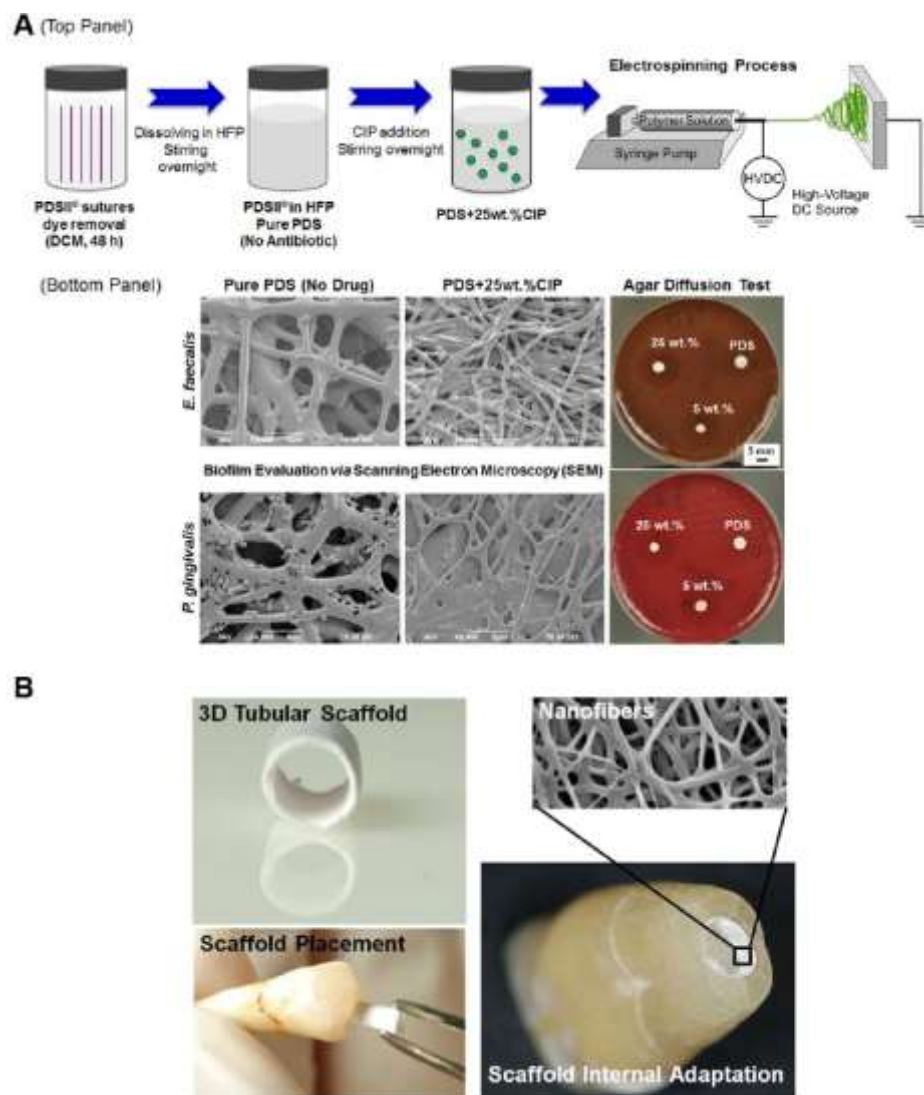 A (Top Panel)
Electrospinning Process
Dissolving in HFP
Stirring
overnight
CIP addition
Stirring overnight
Polymer Solution
Syringe Pump
HVDC
High-Voltage
DC Source
PDSII® sutures
dye removal
(DCM, 48 h)
PDSII® in HFP
Pure PDS
(No Antibiotic)
PDS+25wt.%CIP
(Bottom Panel)
Pure PDS (No Drug)
PDS+25wt.%CIP
Agar Diffusion Test
E. faecalis
25 wt.%
PDS
5 wt.%
5 mm
Biofilm Evaluation via Scanning Electron Microscopy (SEM)
P. gingivalis
25 wt.%
PDS
5 wt.%
B
3D Tubular Scaffold
Nanofibers
Scaffold Placement
Scaffold Internal Adaptation